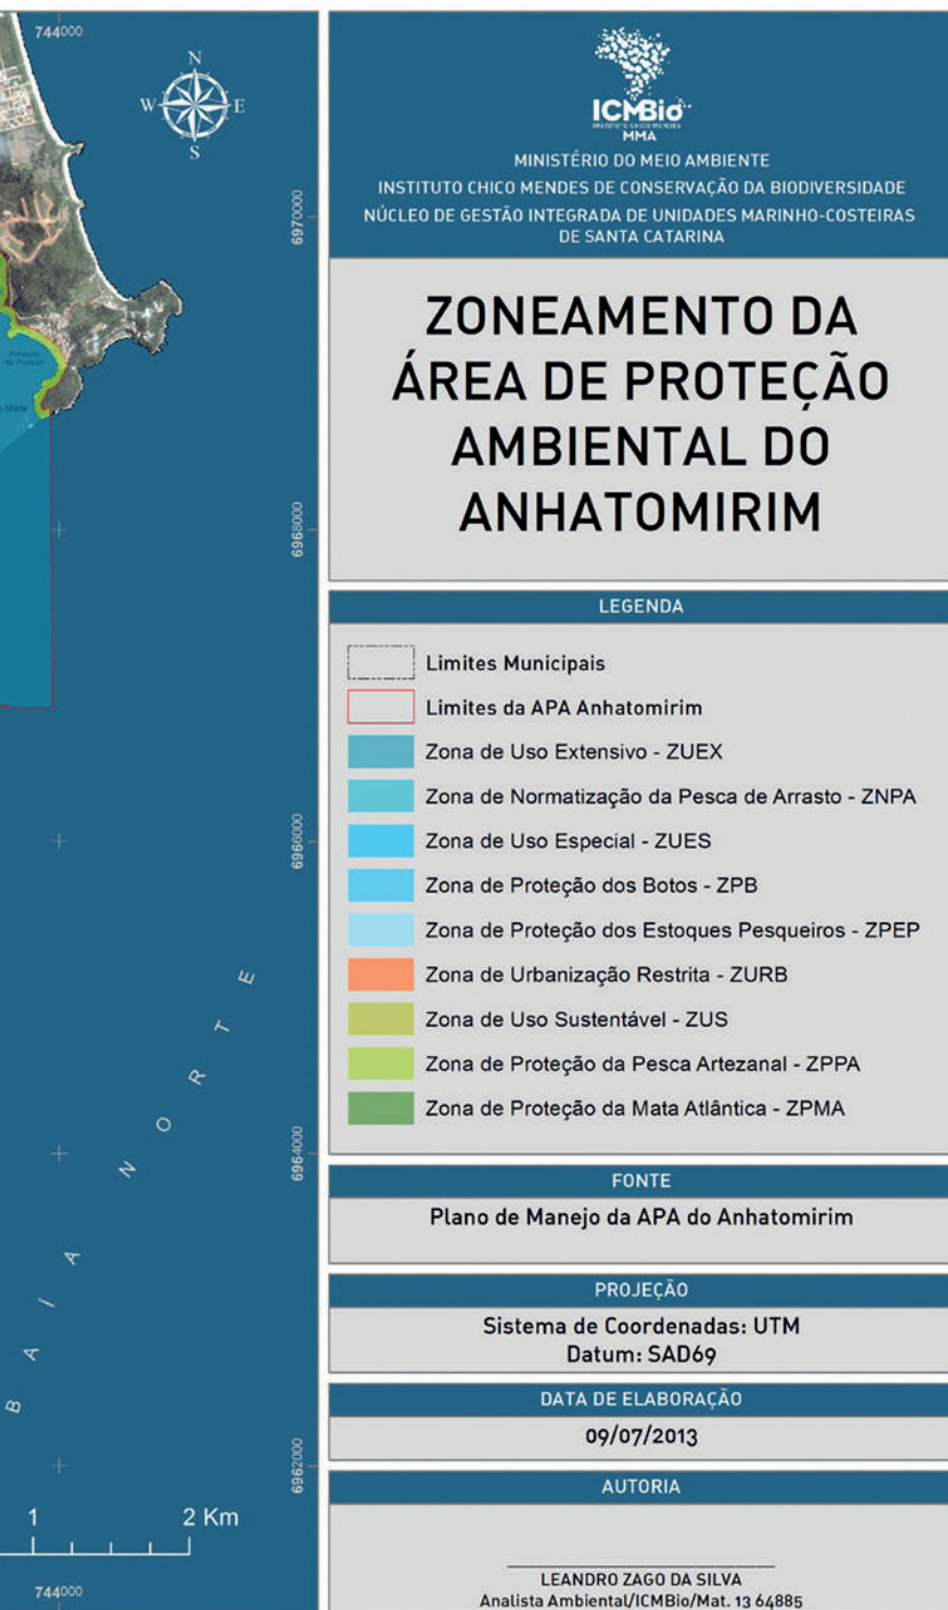 744000
N
W
E
S
6970000
6968000
6966000
6964000
6962000
BAIA NORTE
1
2 Km
744000
ICMBio
INSTITUTO CHICO MENDES
MMA
MINISTÉRIO DO MEIO AMBIENTE
INSTITUTO CHICO MENDES DE CONSERVAÇÃO DA BIODIVERSIDADE
NÚCLEO DE GESTÃO INTEGRADA DE UNIDADES MARINHO-COSTEIRAS
DE SANTA CATARINA
ZONEAMENTO DA
ÁREA DE PROTEÇÃO
AMBIENTAL DO
ANHATOMIRIM
LEGENDA
Limites Municipais
Limites da APA Anhatomirim
Zona de Uso Extensivo - ZUEX
Zona de Normatização da Pesca de Arrasto - ZNPA
Zona de Uso Especial - ZUES
Zona de Proteção dos Botos - ZPB
Zona de Proteção dos Estoques Pesqueiros - ZPEP
Zona de Urbanização Restrita - ZURB
Zona de Uso Sustentável - ZUS
Zona de Proteção da Pesca Artezanal - ZPPA
Zona de Proteção da Mata Atlântica - ZPMA
FONTE
Plano de Manejo da APA do Anhatomirim
PROJEÇÃO
Sistema de Coordenadas: UTM
Datum: SAD69
DATA DE ELABORAÇÃO
09/07/2013
AUTORIA
LEANDRO ZAGO DA SILVA
Analista Ambiental/ICMBio/Mat. 13 64885